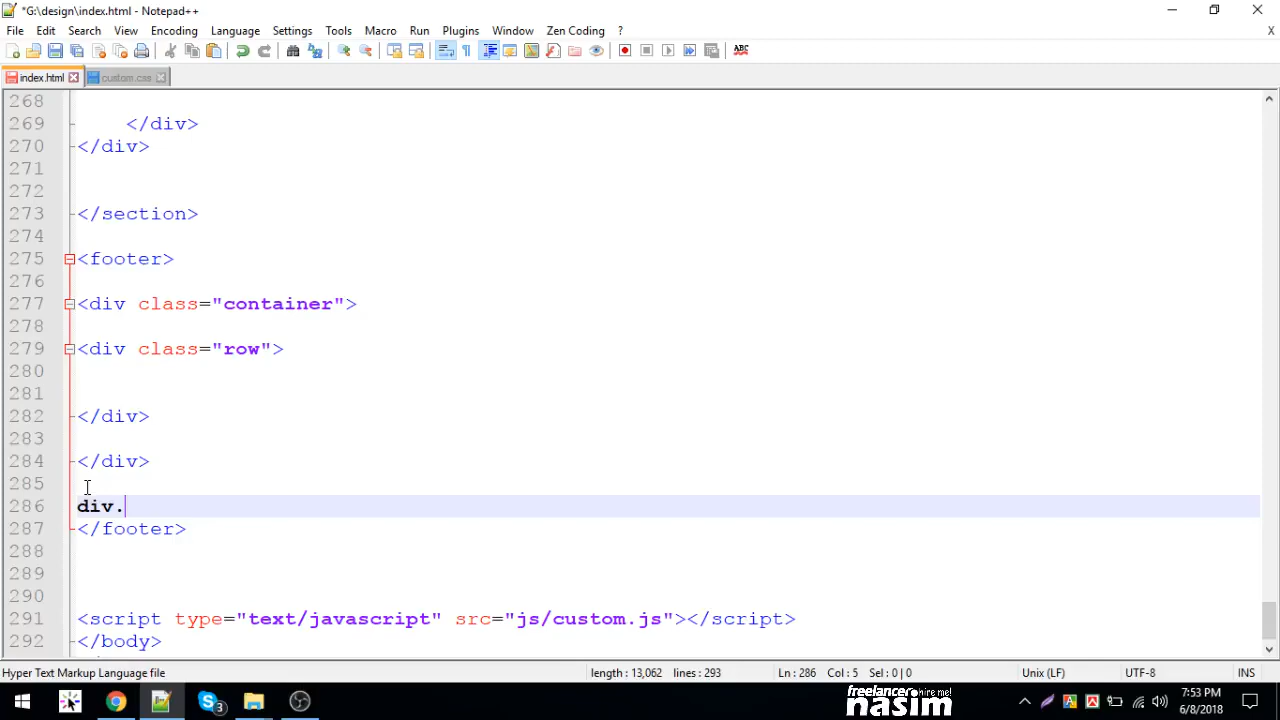 *G:\design\index.html - Notepad++
File Edit Search View Encoding Language Settings Tools Macro Run Plugins Window Zen Coding ? X
ABC
index.html custom.css
268
269 </div>
270 </div>
271
272
273 </section>
274
275 <footer>
276
277 <div class="container">
278
279 <div class="row">
280
281
282 </div>
283
284 </div>
285
286 div.
287 </footer>
288
289
290
291 <script type="text/javascript" src="js/custom.js"></script>
292 </body>
Hyper Text Markup Language file length : 13,062 lines : 293 Ln : 286 Col : 5 Sel : 0 | 0 Unix (LF) UTF-8 INS
3
freelancer hire me!
nasim
7:53 PM
6/8/2018